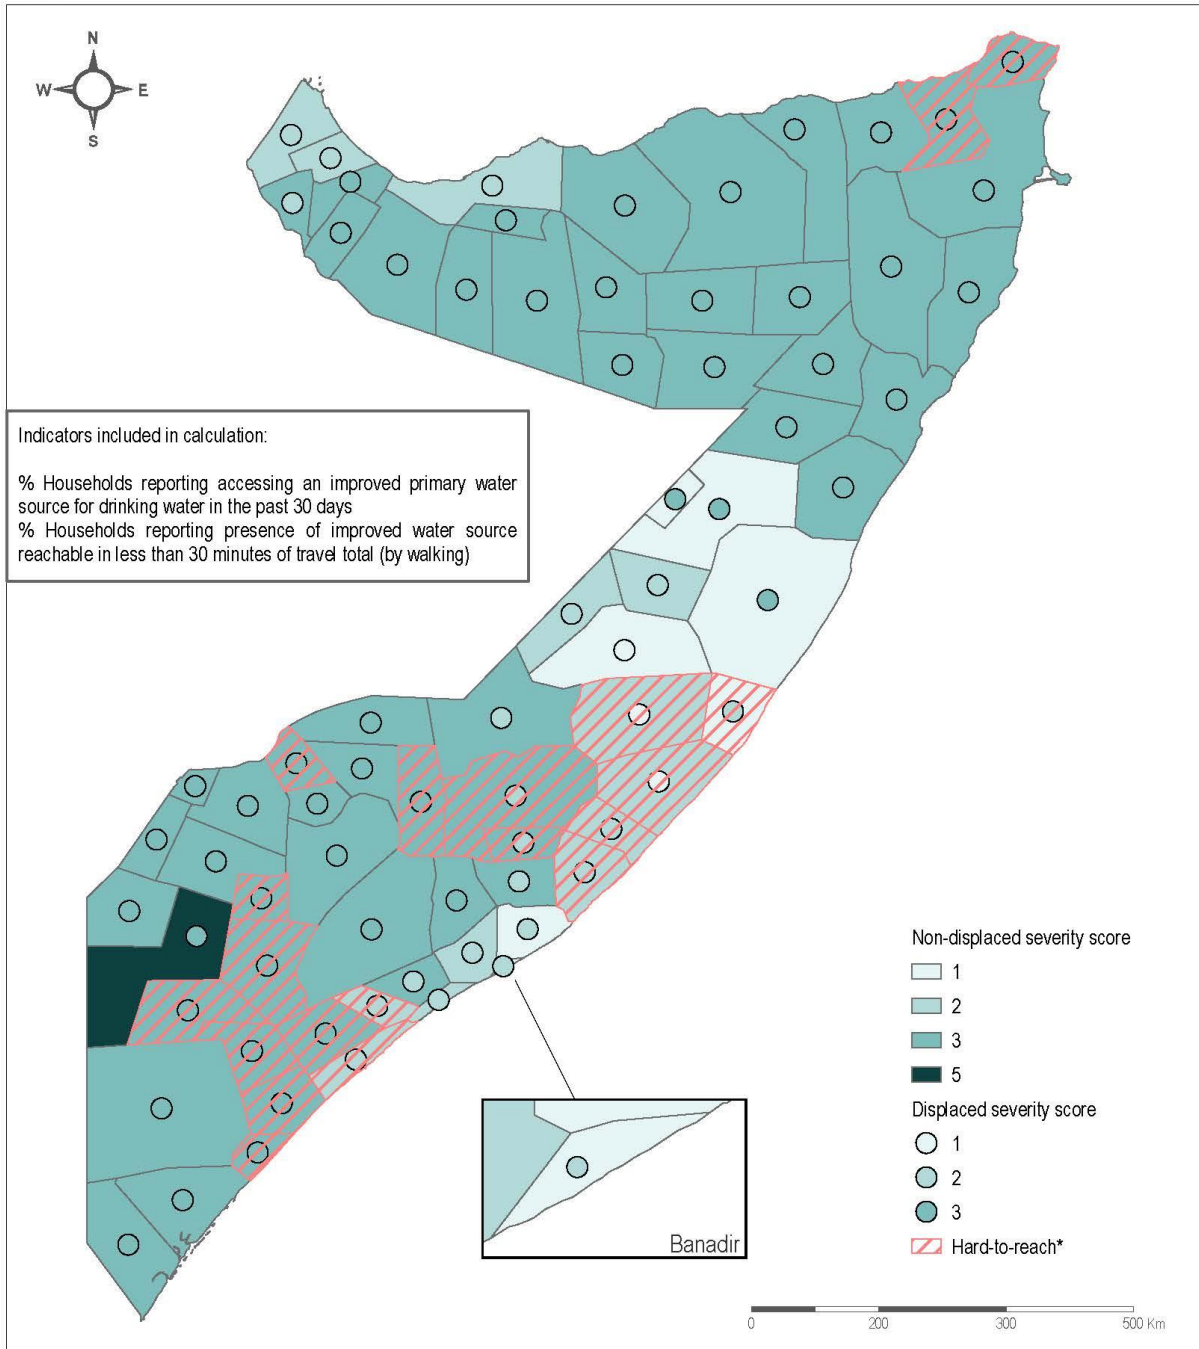 N
W
E
S
Indicators included in calculation:
% Households reporting accessing an improved primary water
source for drinking water in the past 30 days
% Households reporting presence of improved water source
reachable in less than 30 minutes of travel total (by walking)
Non-displaced severity score
1
2
3
5
Displaced severity score
1
2
3
Hard-to-reach*
Banadir
0
200
300
500 Km